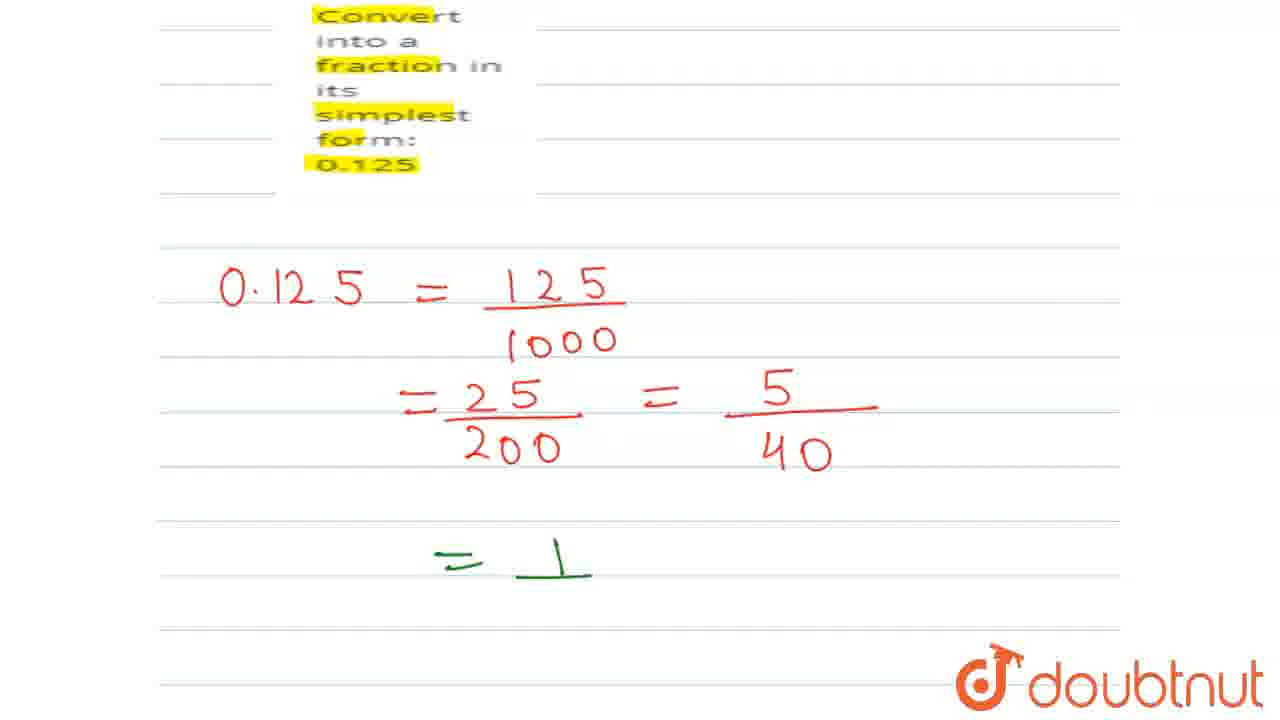 Convert
into a
fraction in
its
simplest
form:
0.125
0.125 = 125
1000
= 25 = 5
200 40
= 1
doubtnut